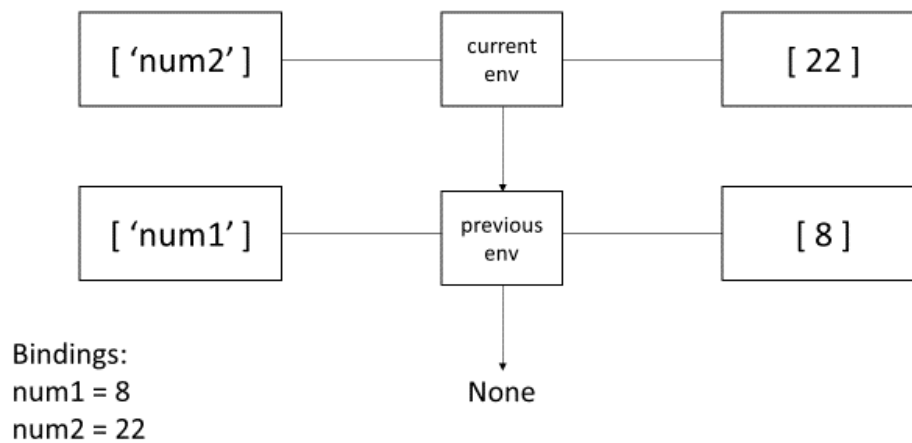 [ ‘num2’ ]
current
env
[ 22 ]
[ ‘num1’ ]
previous
env
[ 8 ]
None
Bindings:
num1 = 8
num2 = 22